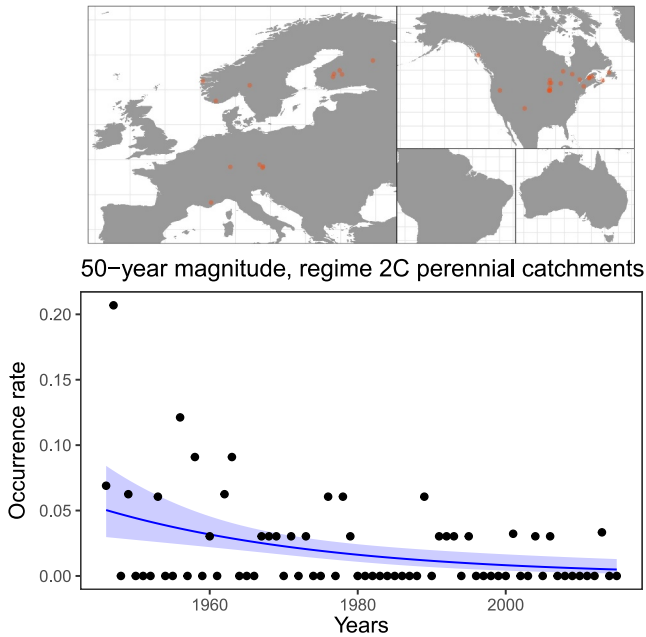 50−year magnitude, regime 2C perennial catchments
0.20
0.15
0.10
0.05
0.00
Occurrence rate
1960
1980
2000
Years